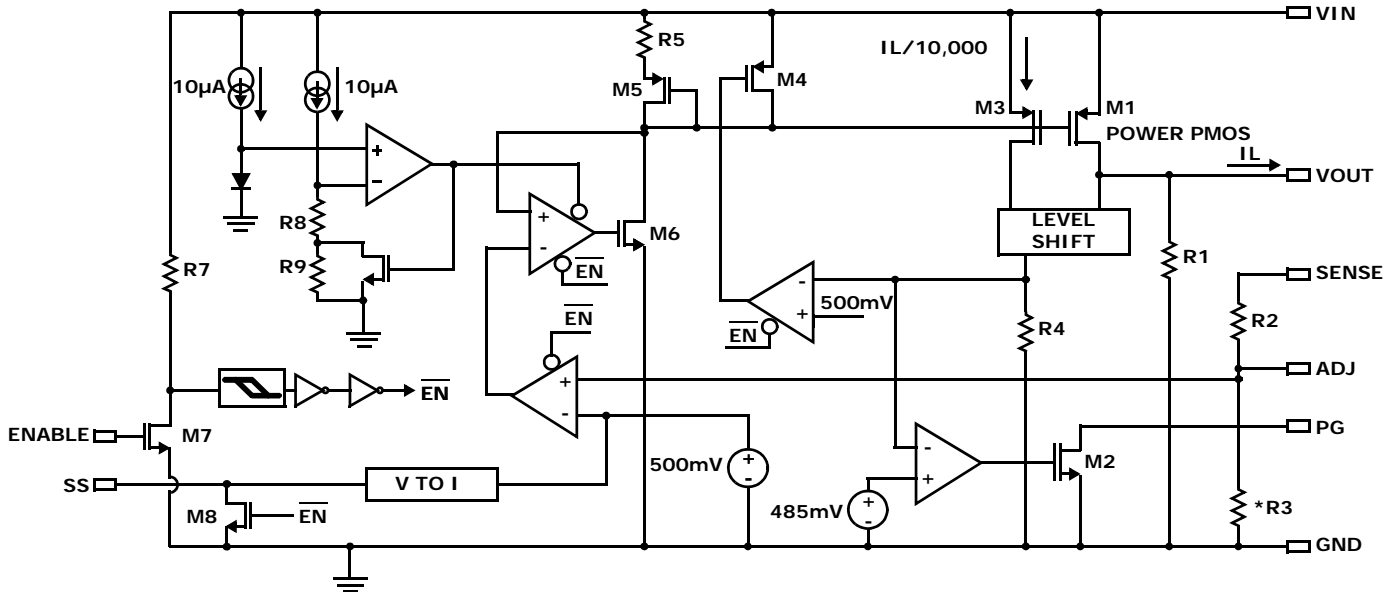 VIN
R5
IL/10,000
10µA
10µA
M5
M4
M3
M1
POWER PMOS
IL
VOUT
+
-
R8
R9
+
-
M6
EN
LEVEL
SHIFT
R7
R1
SENSE
-
500mV
+
EN
R4
R2
EN
+
-
ADJ
EN
ENABLE
M7
PG
-
+
M2
500mV
+
-
SS
V TO I
485mV
+
-
*R3
M8
EN
GND